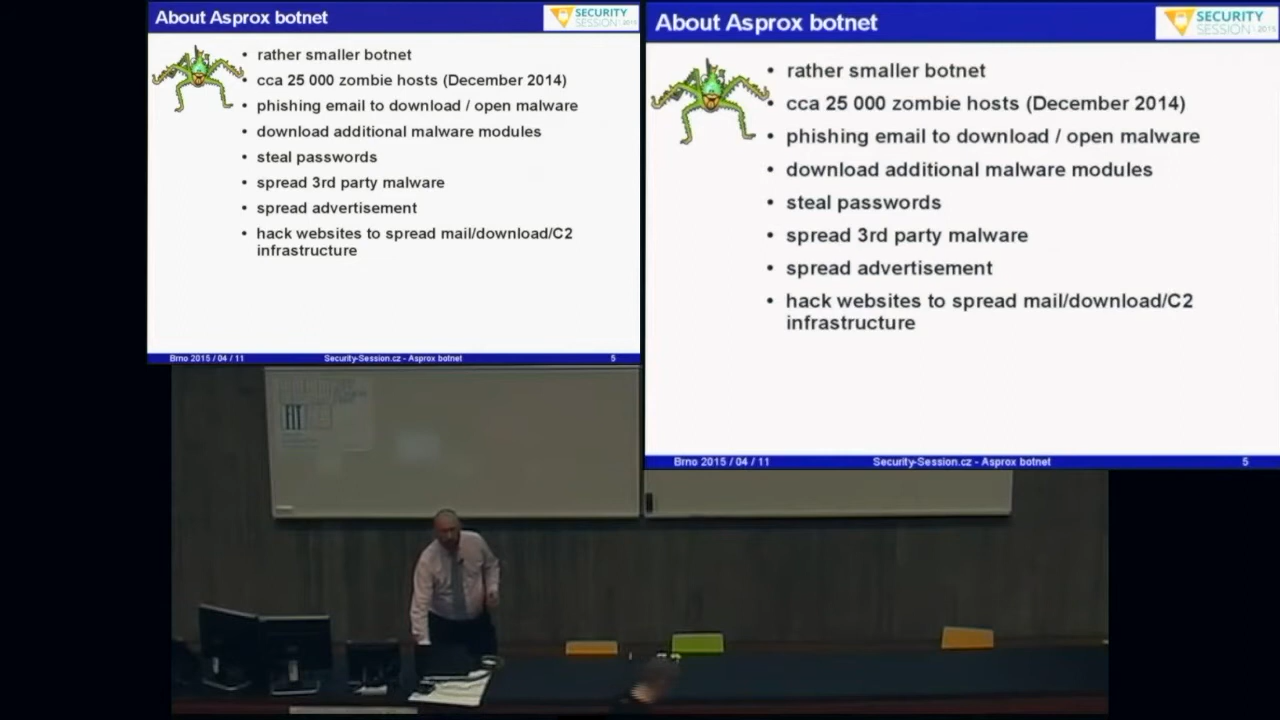 About Asprox botnet
SECURITY
SESSION 2015
• rather smaller botnet
• cca 25 000 zombie hosts (December 2014)
• phishing email to download / open malware
• download additional malware modules
• steal passwords
• spread 3rd party malware
• spread advertisement
• hack websites to spread mail/download/C2
infrastructure
Brno 2015 / 04 / 11 Security-Session.cz - Asprox botnet 5
About Asprox botnet
SECURITY
SESSION 2015
• rather smaller botnet
• cca 25 000 zombie hosts (December 2014)
• phishing email to download / open malware
• download additional malware modules
• steal passwords
• spread 3rd party malware
• spread advertisement
• hack websites to spread mail/download/C2
infrastructure
Brno 2015 / 04 / 11 Security-Session.cz - Asprox botnet 5
FIT